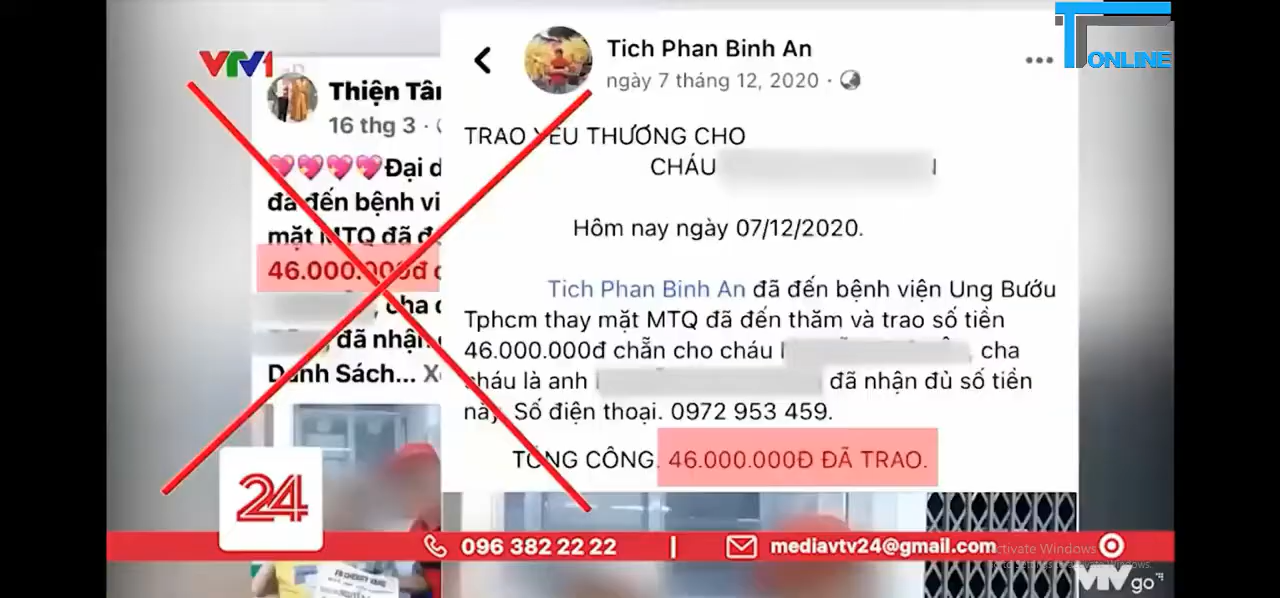 VTV1
T ONLINE
Thiện Tâ
16 thg 3 ·
Đại d
đã đến bệnh vi
mặt MTQ đã đ
46.000.000đ
, cha
, đã nhận
Danh Sách... X
Tich Phan Binh An
ngày 7 tháng 12, 2020 ·
TRAO YÊU THƯƠNG CHO
CHÁU
Hôm nay ngày 07/12/2020.
Tich Phan Binh An đã đến bệnh viện Ung Bướu
Tphcm thay mặt MTQ đã đến thăm và trao số tiền
46.000.000đ chẵn cho cháu , cha
cháu là anh đã nhận đủ số tiền
này. Số điện thoại. 0972 953 459.
TỔNG CÔNG. 46.000.000Đ ĐÃ TRAO.
24
096 382 22 22 | mediavtv24@gmail.com
VTV go